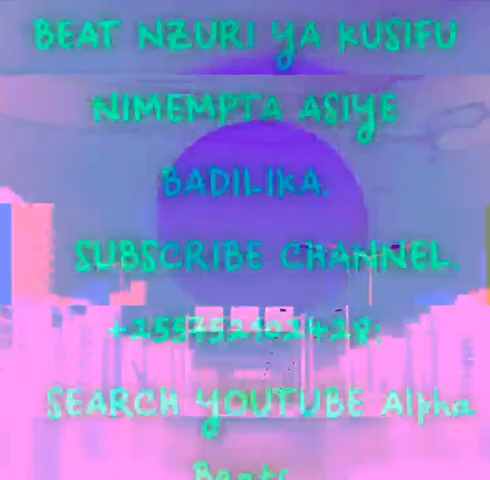 BEAT NZURI YA KUSIFU
NIMEMPTA ASIYE
BADILIKA.
SUBSCRIBE CHANNEL.
SEARCH YOUTUBE Alpha
Beats